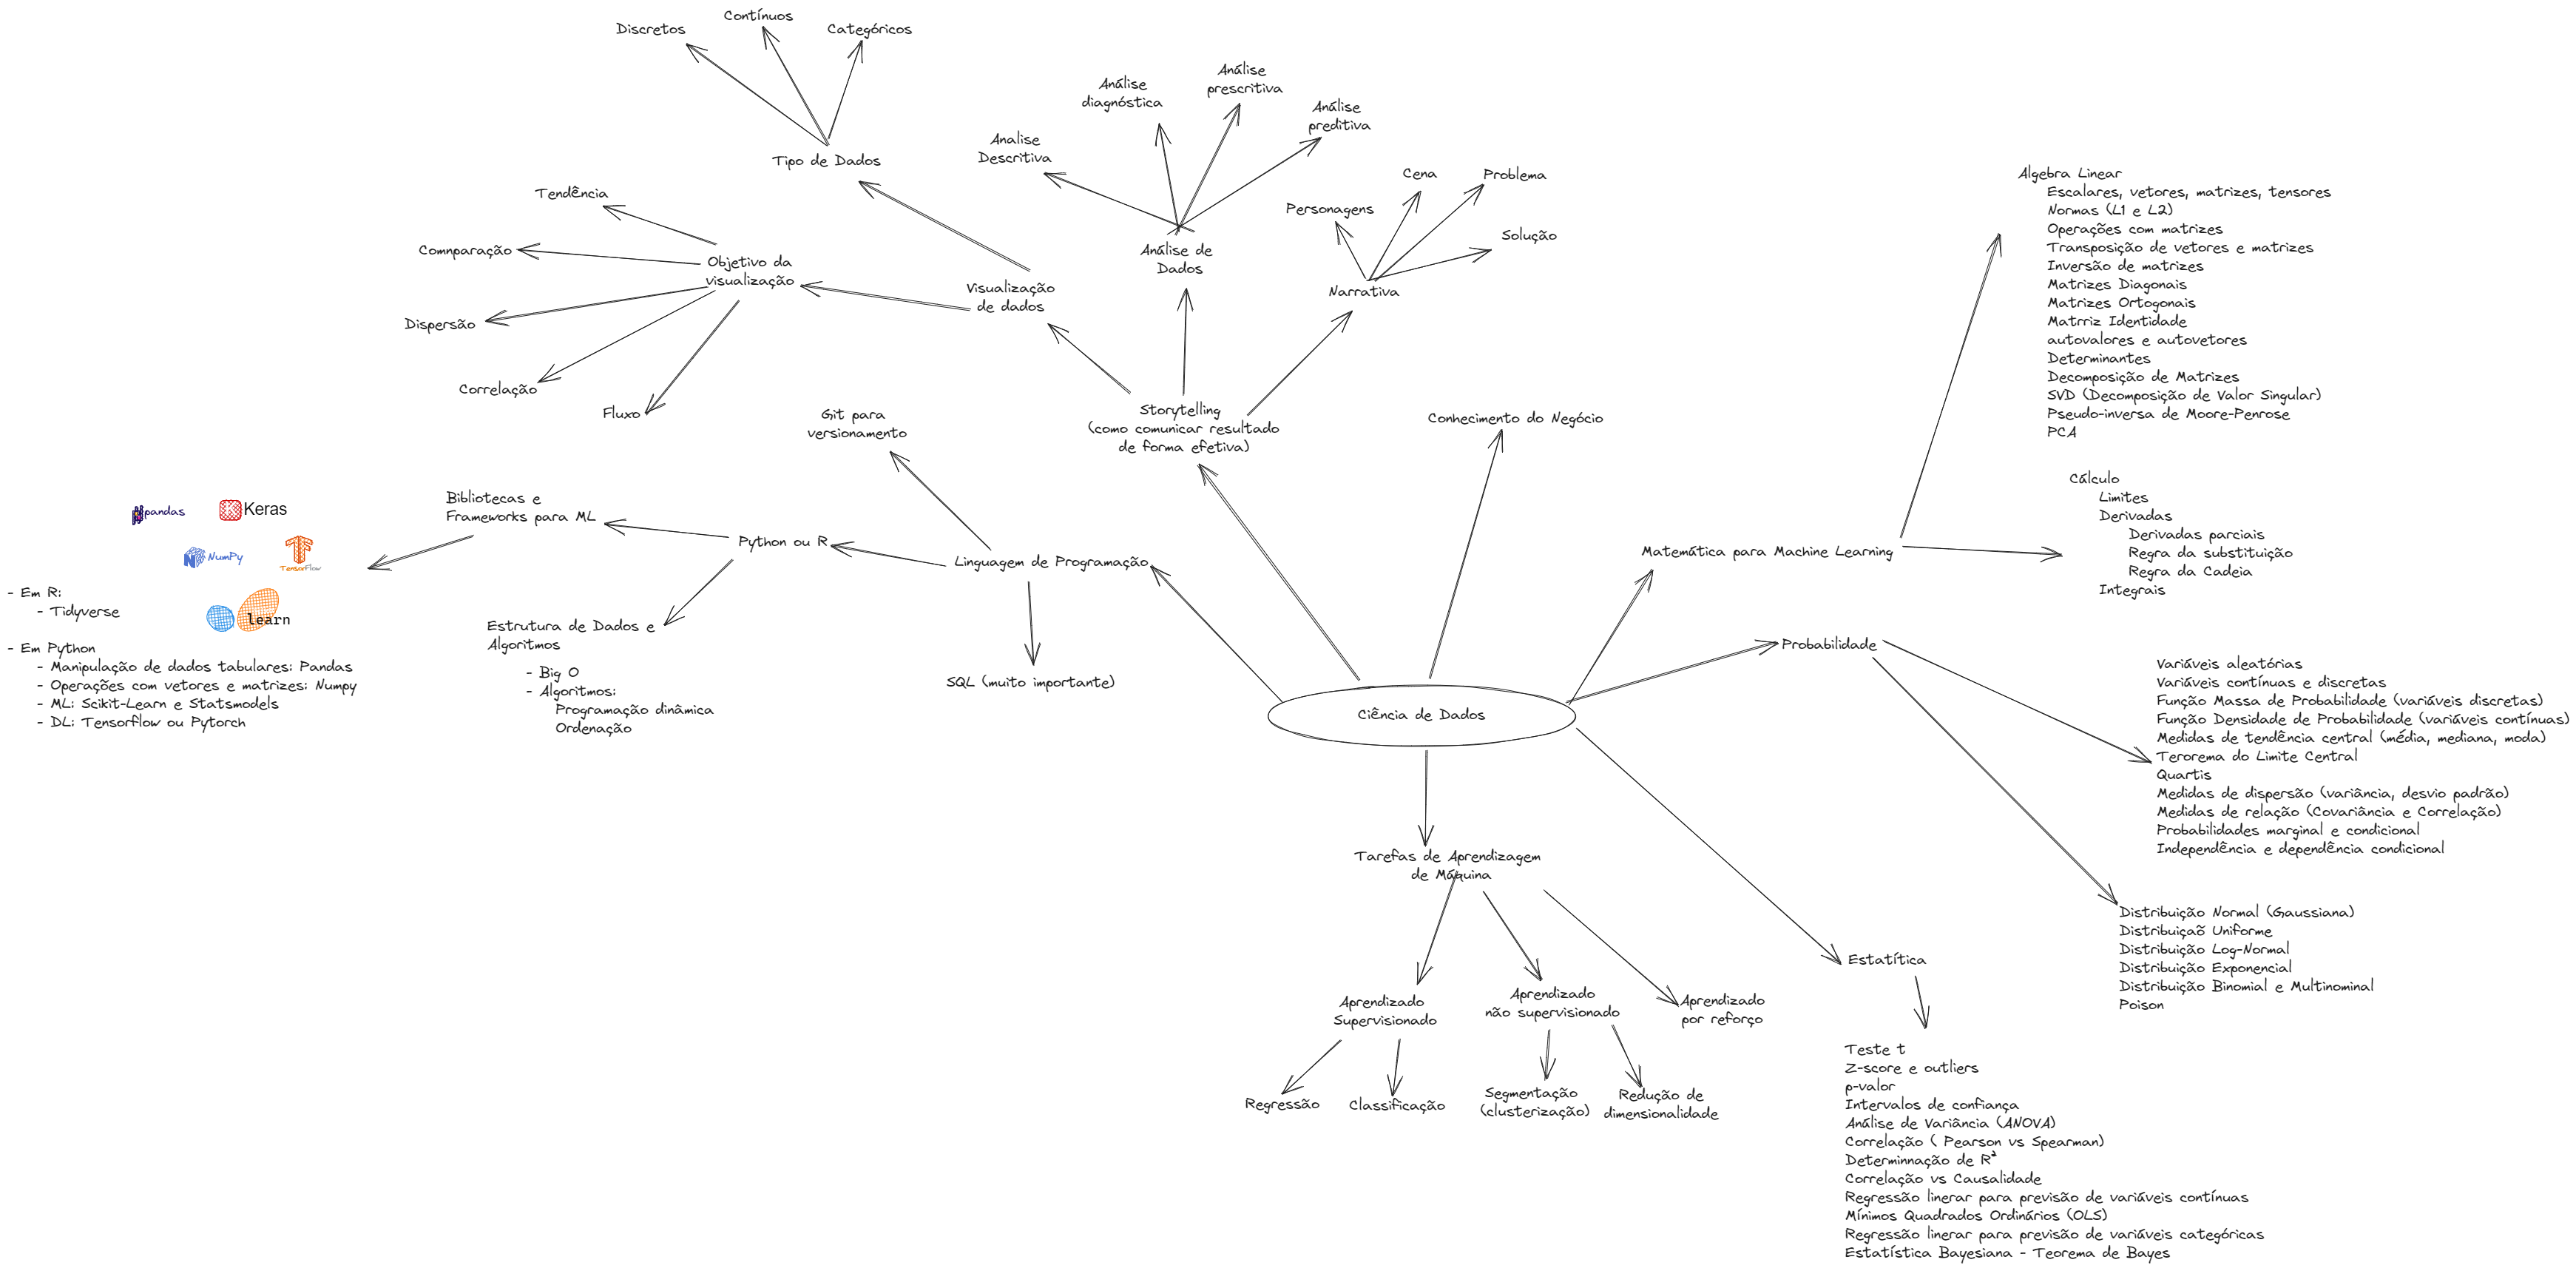 Contínuos
Discretos
Categóricos
Tipo de Dados
Análise
diagnóstica
Análise
prescritiva
Análise
preditiva
Analise
Descritiva
Análise de
Dados
Tendência
Comnparação
Objetivo da
visualização
Dispersão
Correlação
Fluxo
Visualização
de dados
Cena
Problema
Personagens
Solução
Narrativa
Storytelling
(como comunicar resultado
de forma efetiva)
Conhecimento do Negócio
Git para
versionamento
Bibliotecas e
Frameworks para ML
Python ou R
Linguagem de Programação
pandas
Keras
NumPy
TensorFlow
learn
- Em R:
- Tidyverse
- Em Python
- Manipulação de dados tabulares: Pandas
- Operações com vetores e matrizes: Numpy
- ML: Scikit-Learn e Statsmodels
- DL: Tensorflow ou Pytorch
Estrutura de Dados e
Algoritmos
- Big O
- Algoritmos:
Programação dinâmica
Ordenação
SQL (muito importante)
Ciência de Dados
Matemática para Machine Learning
Álgebra Linear
Escalares, vetores, matrizes, tensores
Normas (L1 e L2)
Operações com matrizes
Transposição de vetores e matrizes
Inversão de matrizes
Matrizes Diagonais
Matrizes Ortogonais
Matrriz Identidade
autovalores e autovetores
Determinantes
Decomposição de Matrizes
SVD (Decomposição de Valor Singular)
Pseudo-inversa de Moore-Penrose
PCA
Cálculo
Limites
Derivadas
Derivadas parciais
Regra da substituição
Regra da Cadeia
Integrais
Probabilidade
Variáveis aleatórias
Variáveis contínuas e discretas
Função Massa de Probabilidade (variáveis discretas)
Função Densidade de Probabilidade (variáveis contínuas)
Medidas de tendência central (média, mediana, moda)
Terorema do Limite Central
Quartis
Medidas de dispersão (variância, desvio padrão)
Medidas de relação (Covariância e Correlação)
Probabilidades marginal e condicional
Independência e dependência condicional
Distribuição Normal (Gaussiana)
Distribuiçaõ Uniforme
Distribuição Log-Normal
Distribuição Exponencial
Distribuição Binomial e Multinominal
Poison
Tarefas de Aprendizagem
de Máquina
Aprendizado
Supervisionado
Aprendizado
não supervisionado
Aprendizado
por reforço
Regressão
Classificação
Segmentação
(clusterização)
Redução de
dimensionalidade
Estatítica
Teste t
Z-score e outliers
p-valor
Intervalos de confiança
Análise de Variância (ANOVA)
Correlação ( Pearson vs Spearman)
Determinnação de R²
Correlação vs Causalidade
Regressão linerar para previsão de variáveis contínuas
Mínimos Quadrados Ordinários (OLS)
Regressão linerar para previsão de variáveis categóricas
Estatística Bayesiana - Teorema de Bayes